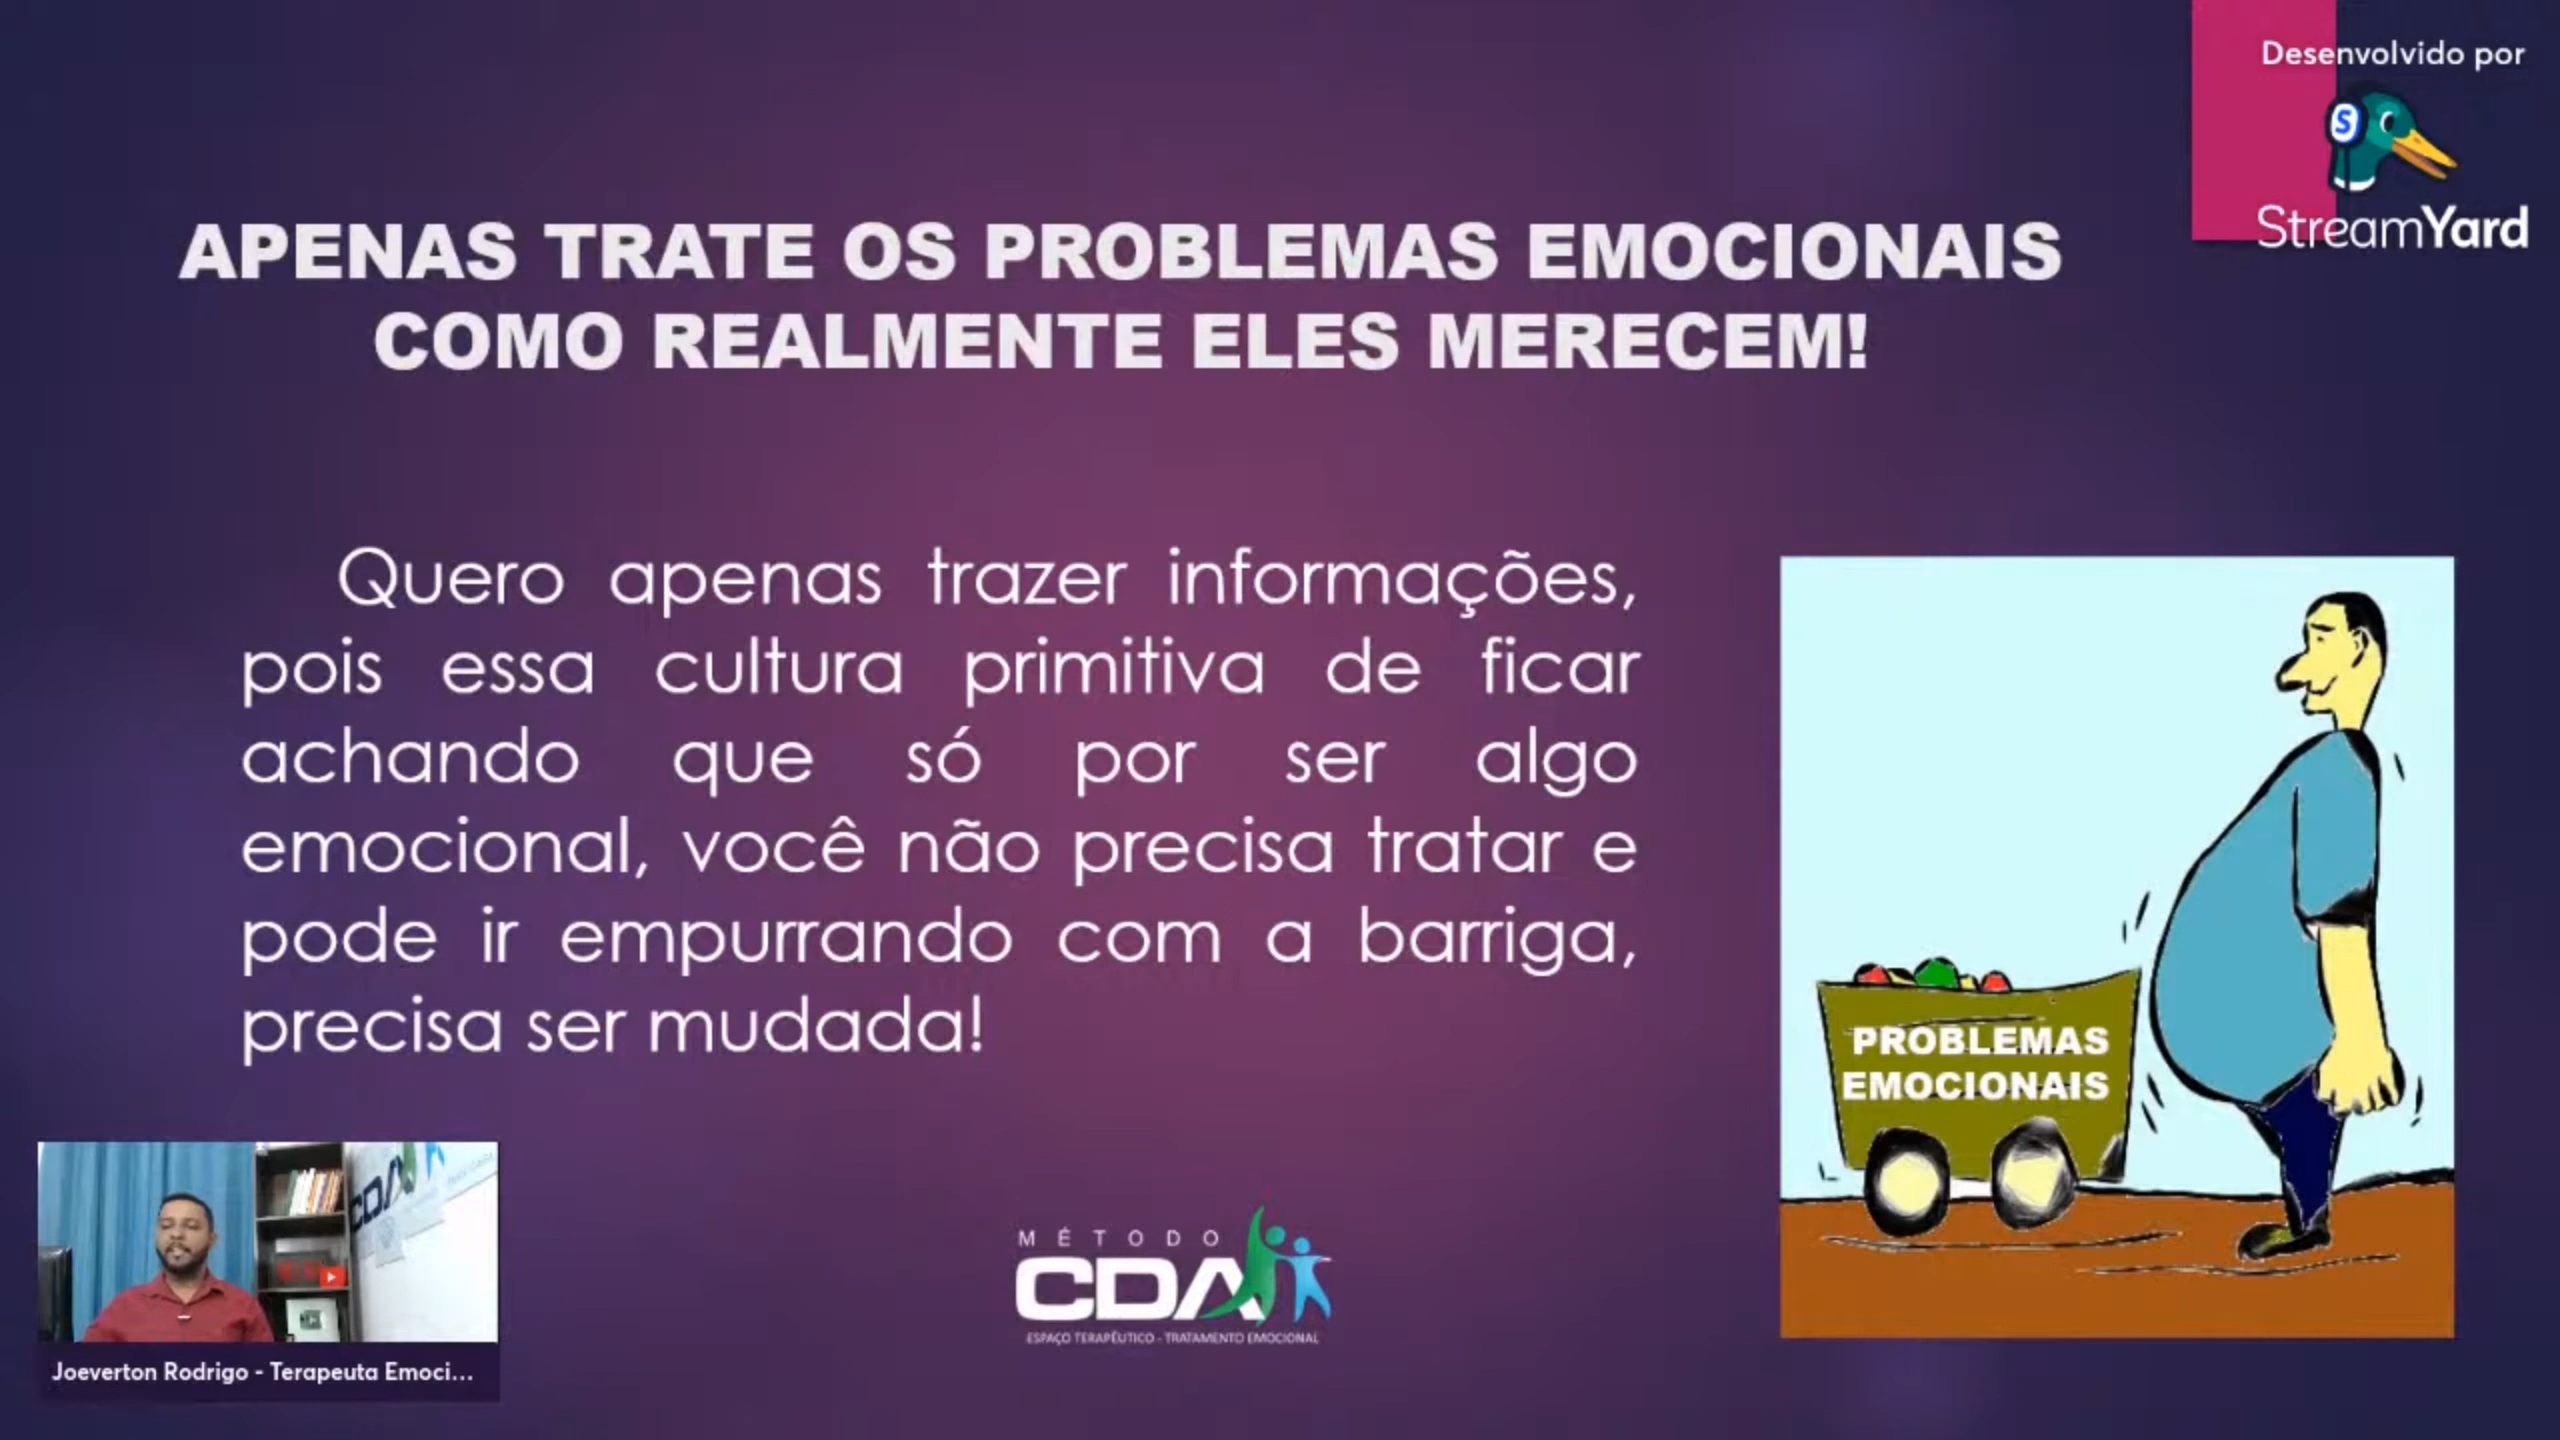 Desenvolvido por
S
StreamYard
APENAS TRATE OS PROBLEMAS EMOCIONAIS
COMO REALMENTE ELES MERECEM!
Quero apenas trazer informações,
pois essa cultura primitiva de ficar
achando que só por ser algo
emocional, você não precisa tratar e
pode ir empurrando com a barriga,
precisa ser mudada!
PROBLEMAS
EMOCIONAIS
CDA
Joeverton Rodrigo - Terapeuta Emoci...
MÉTODO
CDA
ESPAÇO TERAPÊUTICO - TRATAMENTO EMOCIONAL